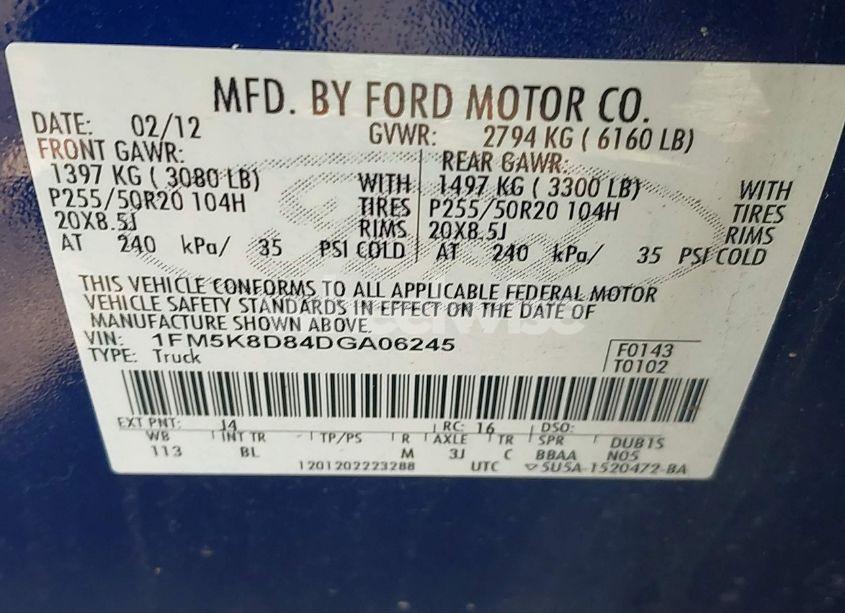 MFD. BY FORD MOTOR CO.
DATE: 02/12 GVWR: 2794 KG ( 6160 LB)
FRONT GAWR: REAR GAWR:
1397 KG ( 3080 LB) WITH 1497 KG ( 3300 LB) WITH
P255/50R20 104H TIRES P255/50R20 104H TIRES
20X8.5J RIMS 20X8.5J RIMS
AT 240 kPa/ 35 PSI COLD AT 240 kPa/ 35 PSI COLD
THIS VEHICLE CONFORMS TO ALL APPLICABLE FEDERAL MOTOR
VEHICLE SAFETY STANDARDS IN EFFECT ON THE DATE OF
MANUFACTURE SHOWN ABOVE.
VIN: 1FM5K8D84DGA06245
TYPE: Truck
F0143
T0102
EXT PNT: J4 RC: 16 DSO:
WB INT TR TP/PS R AXLE TR SPR DUB1S
113 BL M 3J C BBAA N05
1201202223288 UTC 5U5A-1520472-BA